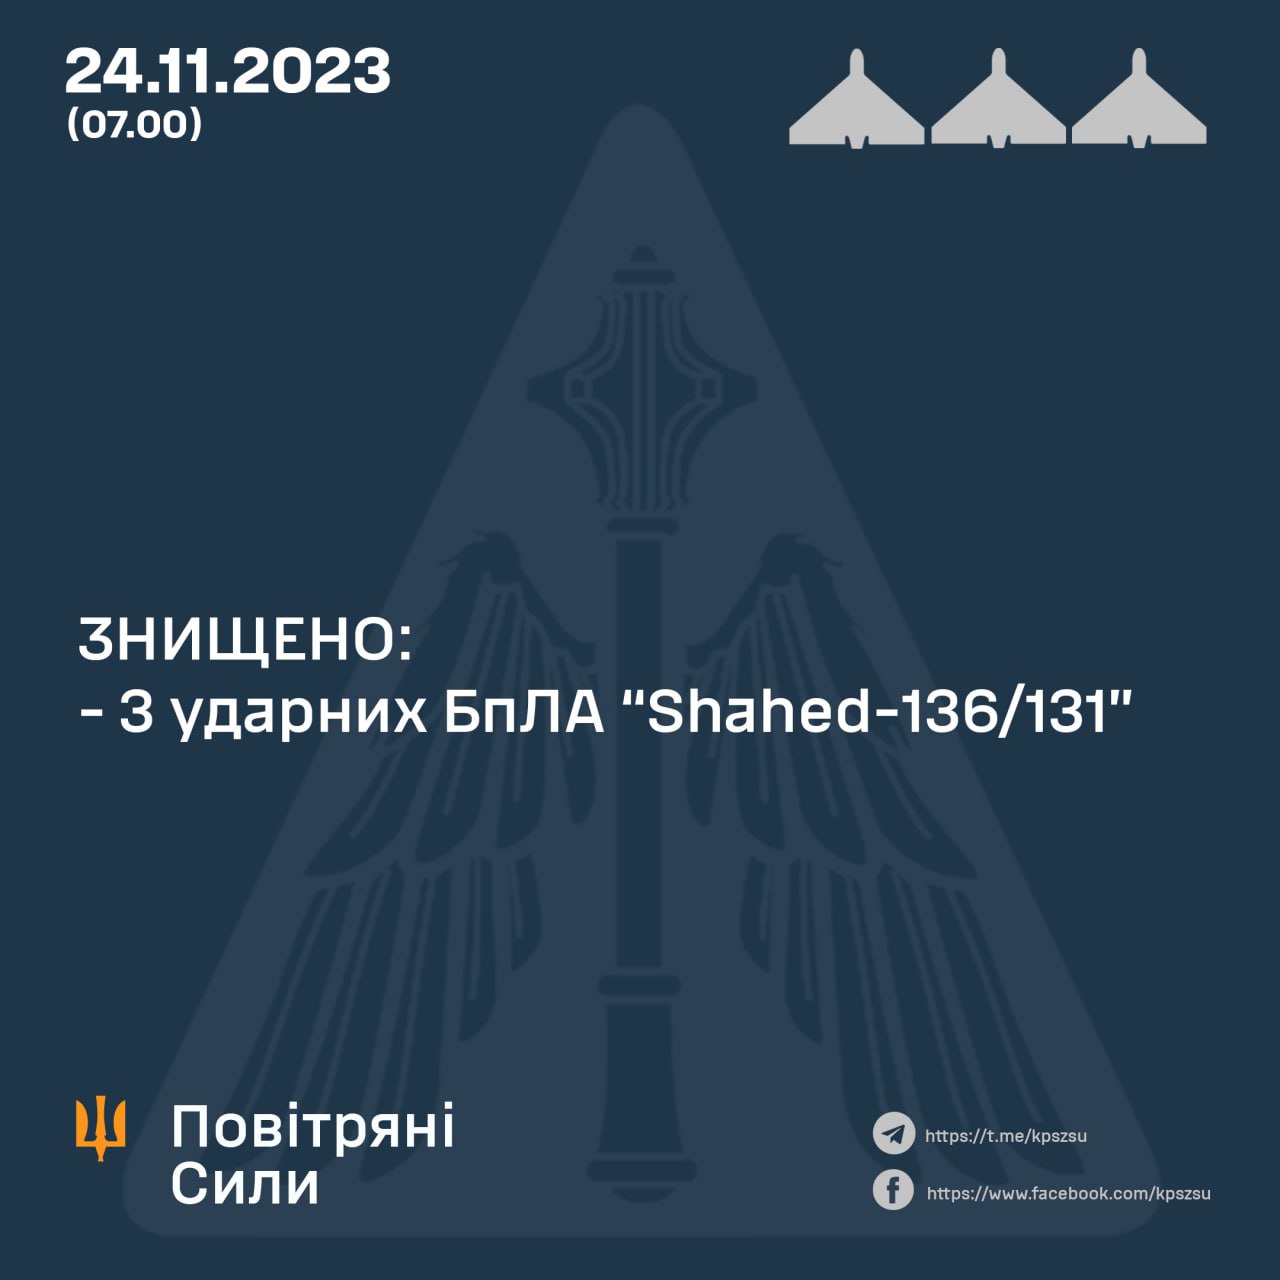 24.11.2023
(07.00)
ЗНИЩЕНО:
- 3 ударних БпЛА “Shahed-136/131”
Повітряні
Сили
https://t.me/kpszsu
https://www.facebook.com/kpszsu